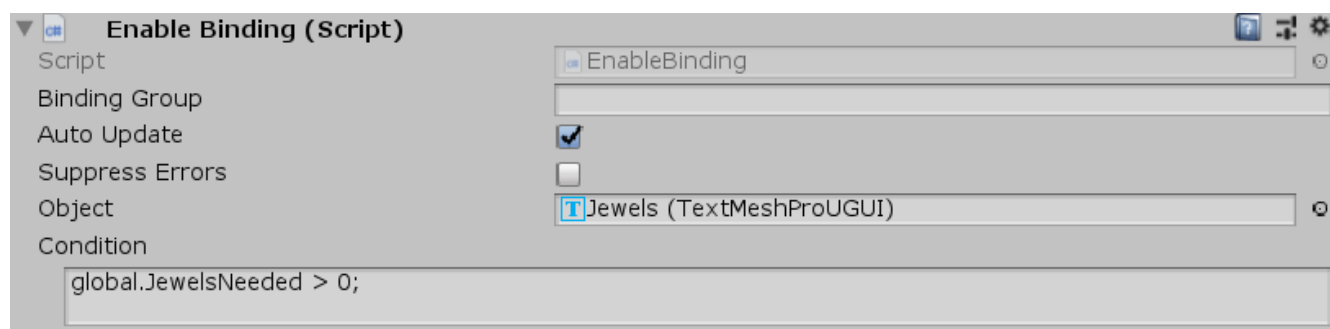 Enable Binding (Script)
Script EnableBinding
Binding Group
Auto Update
Suppress Errors
Object Jewels (TextMeshProUGUI)
Condition
global.JewelsNeeded > 0;